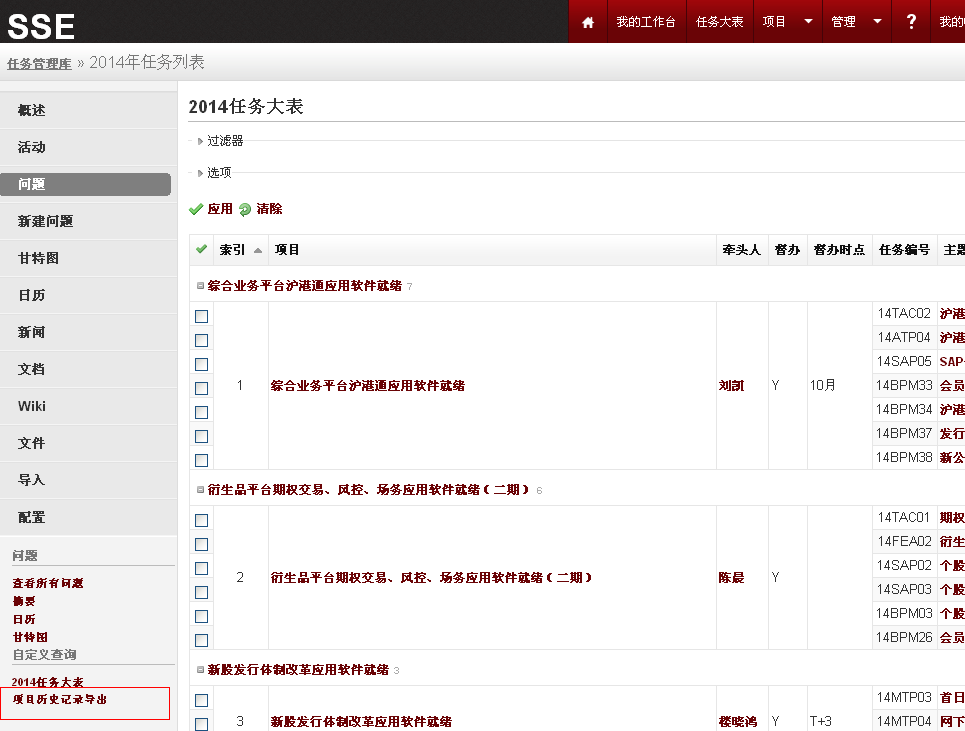 SSE
我的工作台 任务大表 项目 管理 ? 我的
任务管理库 » 2014年任务列表
概述
活动
问题
新建问题
甘特图
日历
新闻
文档
Wiki
文件
导入
配置
问题
查看所有问题
摘要
日历
甘特图
自定义查询
2014任务大表
项目历史记录导出
2014任务大表
过滤器
选项
应用 清除
索引 项目 牵头人 督办 督办时点 任务编号 主题
综合业务平台沪港通应用软件就绪 7
1 综合业务平台沪港通应用软件就绪 刘凯 Y 10月
14TAC02 沪港
14ATP04 沪港
14SAP05 SAP
14BPM33 会员
14BPM34 沪港
14BPM37 发行
14BPM38 新公
衍生品平台期权交易、风控、场务应用软件就绪（二期） 6
2 衍生品平台期权交易、风控、场务应用软件就绪（二期） 陈晨 Y
14TAC01 期权
14FEA02 衍生
14SAP02 个股
14SAP03 个股
14BPM03 个股
14BPM26 会员
新股发行体制改革应用软件就绪 3
3 新股发行体制改革应用软件就绪 楼晓鸿 Y T+3
14MTP03 首日
14MTP04 网下